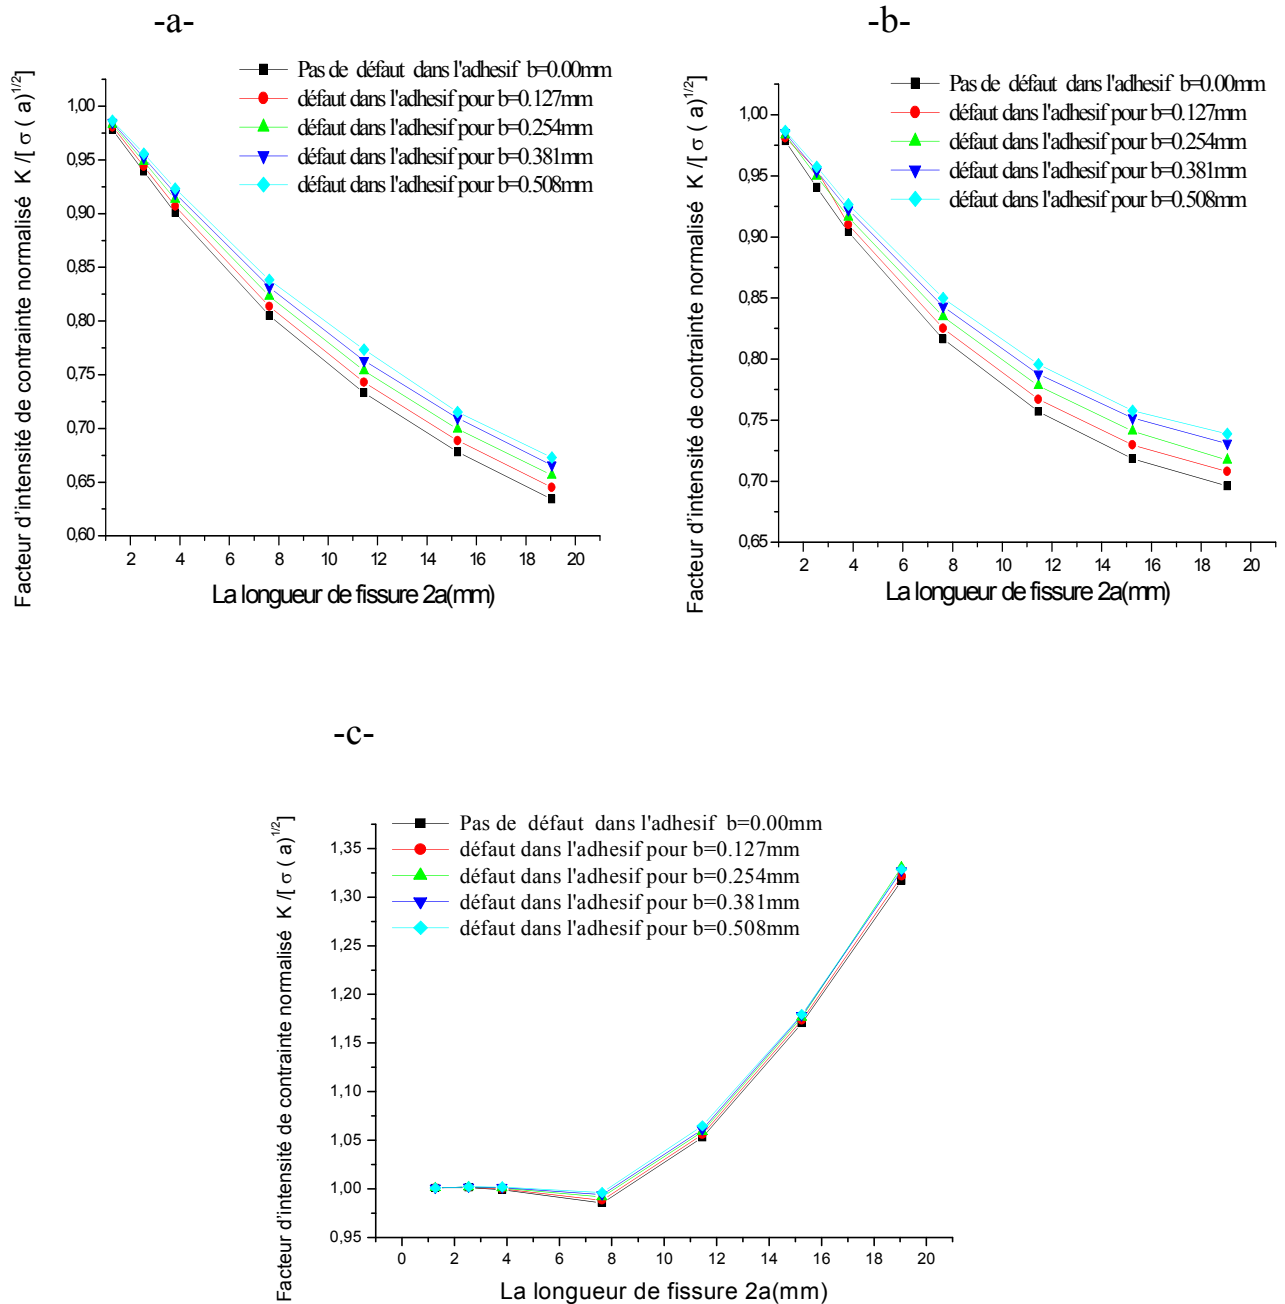 -a-
Pas de défaut dans l'adhesif b=0.00mm
défaut dans l'adhesif pour b=0.127mm
défaut dans l'adhesif pour b=0.254mm
défaut dans l'adhesif pour b=0.381mm
défaut dans l'adhesif pour b=0.508mm
Facteur d'intensité de contrainte normalisé K /[ σ ( a)1/2]
1,00
0,95
0,90
0,85
0,80
0,75
0,70
0,65
0,60
2 4 6 8 10 12 14 16 18 20
La longueur de fissure 2a(mm)
-b-
Pas de défaut dans l'adhesif b=0.00mm
défaut dans l'adhesif pour b=0.127mm
défaut dans l'adhesif pour b=0.254mm
défaut dans l'adhesif pour b=0.381mm
défaut dans l'adhesif pour b=0.508mm
Facteur d'intensité de contrainte normalisé K /[ σ ( a)1/2]
1,00
0,95
0,90
0,85
0,80
0,75
0,70
0,65
2 4 6 8 10 12 14 16 18 20
La longueur de fissure 2a(mm)
-c-
Pas de défaut dans l'adhesif b=0.00mm
défaut dans l'adhesif pour b=0.127mm
défaut dans l'adhesif pour b=0.254mm
défaut dans l'adhesif pour b=0.381mm
défaut dans l'adhesif pour b=0.508mm
Facteur d'intensité de contrainte normalisé K /[ σ ( a)1/2]
1,35
1,30
1,25
1,20
1,15
1,10
1,05
1,00
0,95
0 2 4 6 8 10 12 14 16 18 20
La longueur de fissure 2a(mm)